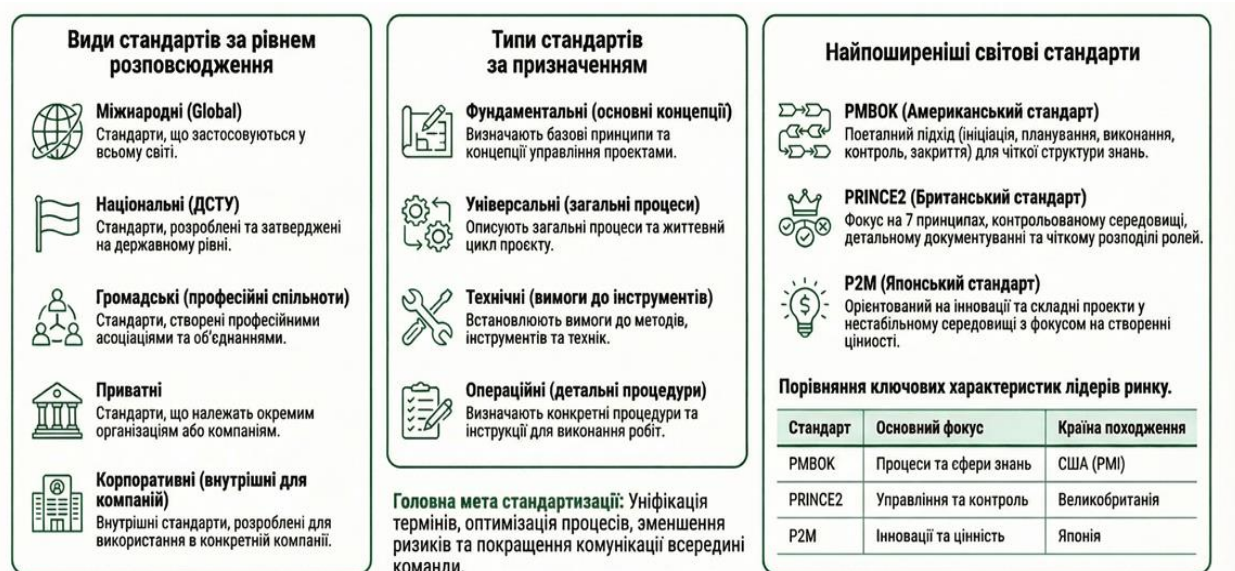 Види стандартів за рівнем
розповсюдження
Міжнародні (Global)
Стандарти, що застосовуються у
всьому світі.
Національні (ДСТУ)
Стандарти, розроблені та затверджені
на державному рівні.
Громадські (професійні спільноти)
Стандарти, створені професійними
асоціаціями та об'єднаннями.
Приватні
Стандарти, що належать окремим
організаціям або компаніям.
Корпоративні (внутрішні для
компаній)
Внутрішні стандарти, розроблені для
використання в конкретній компанії.
Типи стандартів
за призначенням
Фундаментальні (основні концепції)
Визначають базові принципи та
концепції управління проектами.
Універсальні (загальні процеси)
Описують загальні процеси та життєвий
цикл проєкту.
Технічні (вимоги до інструментів)
Встановлюють вимоги до методів,
інструментів та технік.
Операційні (детальні процедури)
Визначають конкретні процедури та
інструкції для виконання робіт.
Головна мета стандартизації: Уніфікація
термінів, оптимізація процесів, зменшення
ризиків та покращення комунікації всередині
команди.
Найпоширеніші світові стандарти
PMBOK (Американський стандарт)
Поетапний підхід (ініціація, планування, виконання,
контроль, закриття) для чіткої структури знань.
PRINCE2 (Британський стандарт)
Фокус на 7 принципах, контрольованому середовищі,
детальному документуванні та чіткому розподілі ролей.
P2M (Японський стандарт)
Орієнтований на інновації та складні проекти у
нестабільному середовищі з фокусом на створенні
цінності.
Порівняння ключових характеристик лідерів ринку.
Стандарт Основний фокус Країна походження
PMBOK Процеси та сфери знань США (PMI)
PRINCE2 Управління та контроль Великобританія
P2M Інновації та цінність Японія